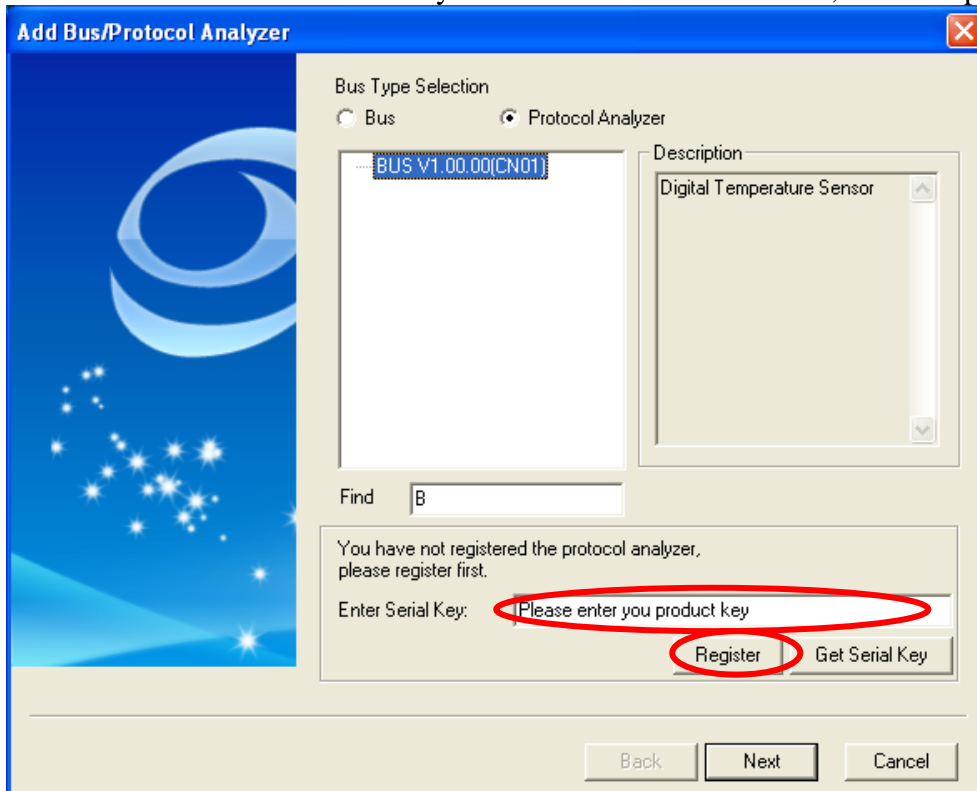 Add Bus/Protocol Analyzer
Bus Type Selection
Bus
Protocol Analyzer
BUS V1.00.00(CN01)
Description
Digital Temperature Sensor
Find
B
You have not registered the protocol analyzer,
please register first.
Enter Serial Key:
Please enter you product key
Register
Get Serial Key
Back
Next
Cancel